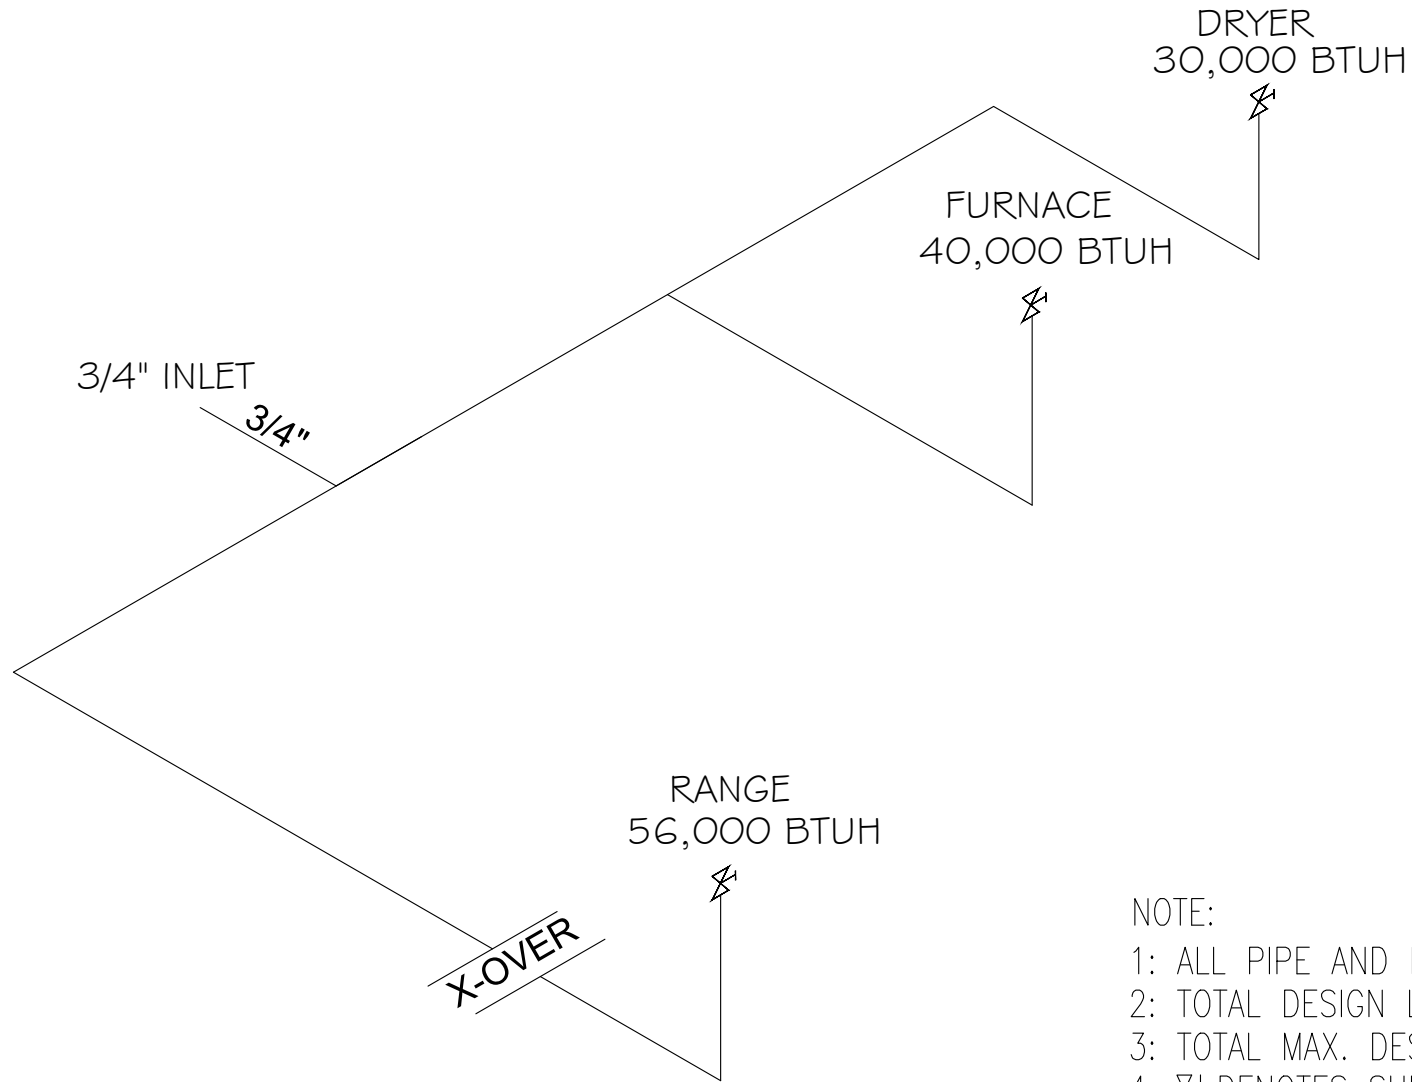 DRYER
30,000 BTUH
FURNACE
40,000 BTUH
3/4" INLET
3/4"
RANGE
56,000 BTUH
X-OVER
NOTE:
1: ALL PIPE AND
2: TOTAL DESIGN
3: TOTAL MAX.
DENOTES